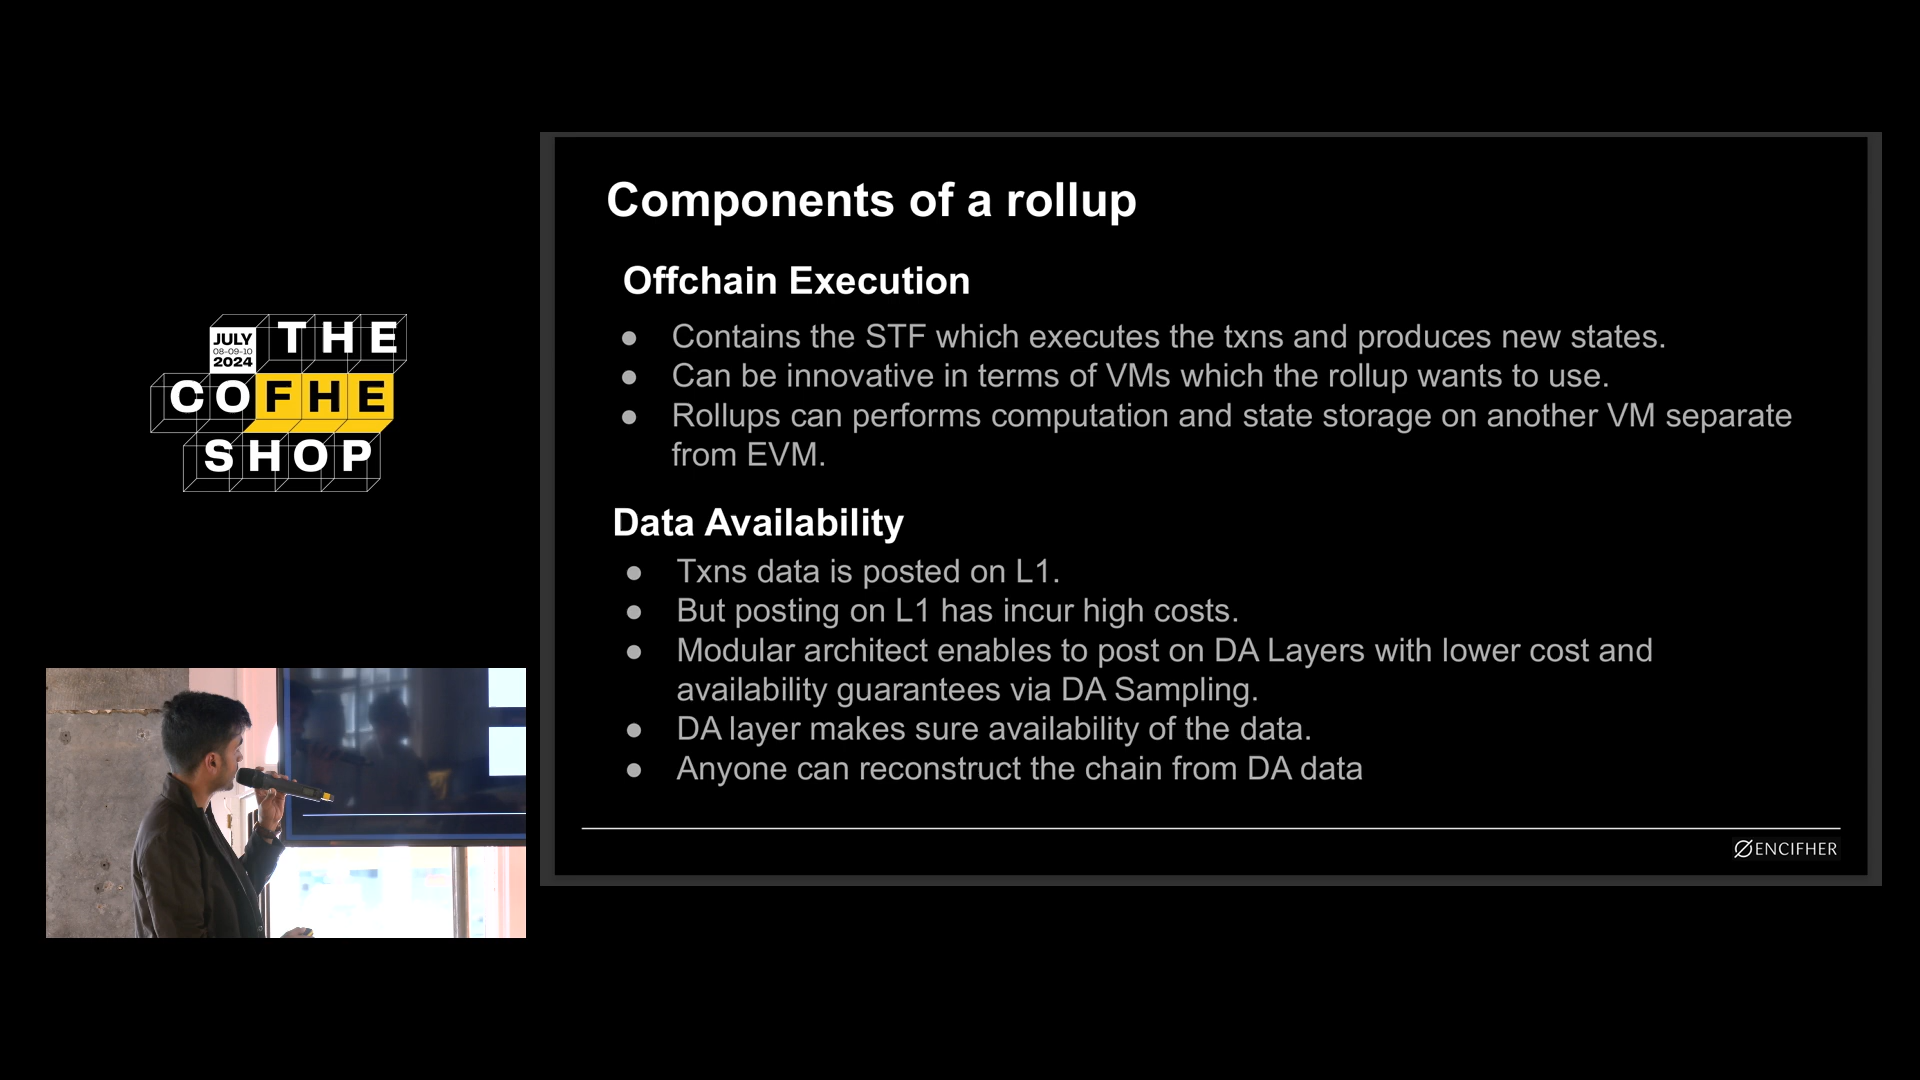 JULY
08-09-10
2024
THE
COFHE
SHOP
Components of a rollup
Offchain Execution
● Contains the STF which executes the txns and produces new states.
● Can be innovative in terms of VMs which the rollup wants to use.
● Rollups can performs computation and state storage on another VM separate
from EVM.
Data Availability
● Txns data is posted on L1.
● But posting on L1 has incur high costs.
● Modular architect enables to post on DA Layers with lower cost and
availability guarantees via DA Sampling.
● DA layer makes sure availability of the data.
● Anyone can reconstruct the chain from DA data
ENCIFHER